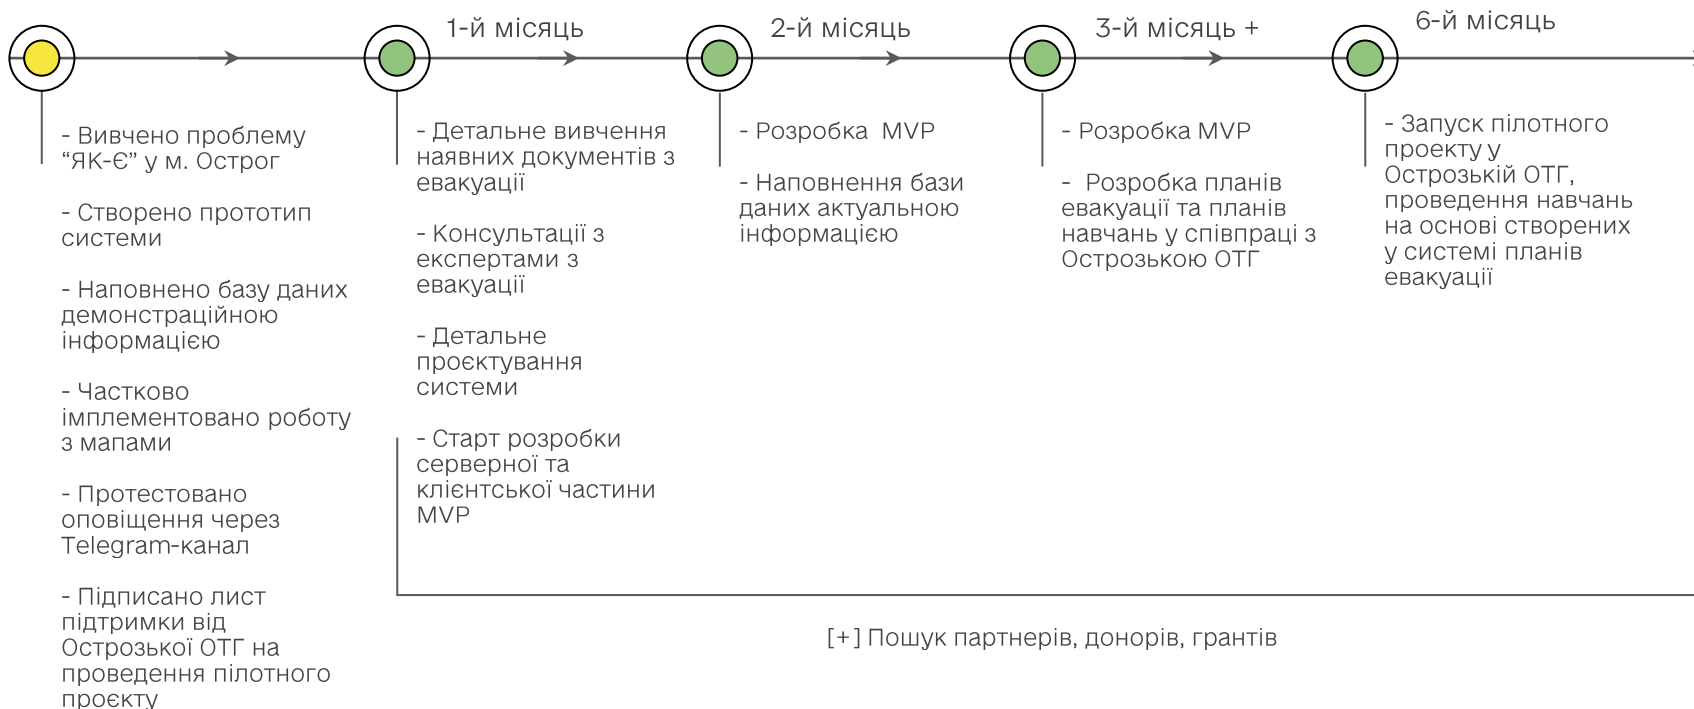 1-й місяць
2-й місяць
3-й місяць +
6-й місяць
- Вивчено проблему
“ЯК-Є” у м. Острог
- Створено прототип
системи
- Наповнено базу даних
демонстраційною
інформацією
- Частково
імплементовано роботу
з мапами
- Протестовано
оповіщення через
Telegram-канал
- Підписано лист
підтримки від
Острозької ОТГ на
проведення пілотного
проєкту
- Детальне вивчення
наявних документів з
евакуації
- Консультації з
експертами з
евакуації
- Детальне
проєктування
системи
- Старт розробки
серверної та
клієнтської частини
MVP
- Розробка  MVP
- Наповнення бази
даних актуальною
інформацією
- Розробка MVP
-  Розробка планів
евакуації та планів
навчань у співпраці з
Острозькою ОТГ
- Запуск пілотного
проекту у
Острозькій ОТГ,
проведення навчань
на основі створених
у системі планів
евакуації
[+] Пошук партнерів, донорів, грантів